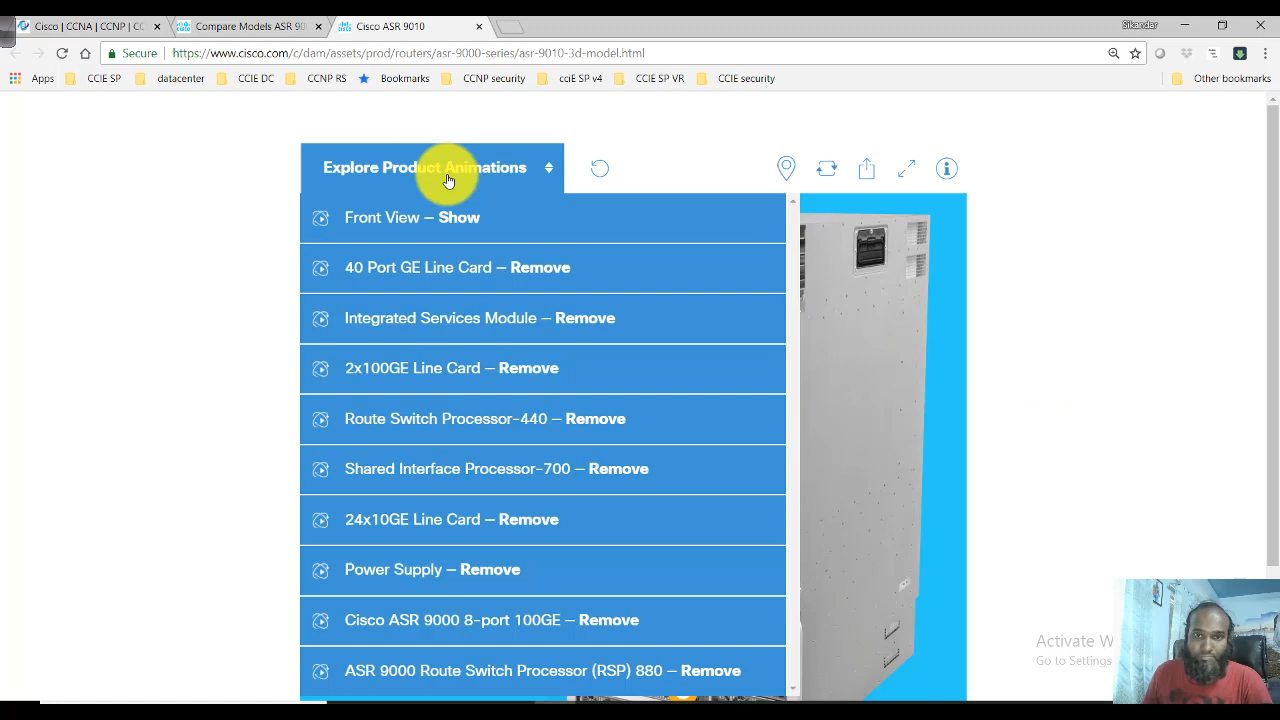 Cisco | CCNA | CCNP | CC
Compare Models ASR 90
Cisco ASR 9010
Sikandar
Secure
https://www.cisco.com/c/dam/assets/prod/routers/asr-9000-series/asr-9010-3d-model.html
Apps
CCIE SP
datacenter
CCIE DC
CCNP RS
Bookmarks
CCNP security
cciE SP v4
CCIE SP VR
CCIE security
Other bookmarks
Explore Product Animations
Front View – Show
40 Port GE Line Card – Remove
Integrated Services Module – Remove
2x100GE Line Card – Remove
Route Switch Processor-440 – Remove
Shared Interface Processor-700 – Remove
24x10GE Line Card – Remove
Power Supply – Remove
Cisco ASR 9000 8-port 100GE – Remove
ASR 9000 Route Switch Processor (RSP) 880 – Remove
Activate W
Go to Settings